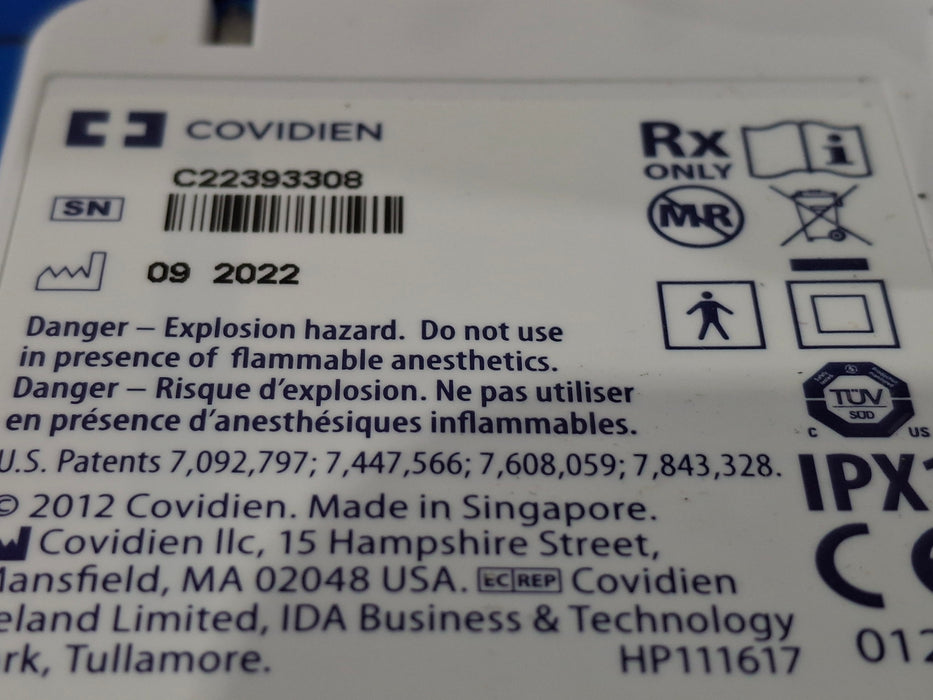 COVIDIEN
C22393308
SN
09 2022
Rx
ONLY
i
MR
Danger – Explosion hazard. Do not use
in presence of flammable anesthetics.
Danger – Risque d'explosion. Ne pas utiliser
en présence d'anesthésiques inflammables.
TÜV
SÜD
C US
U.S. Patents 7,092,797; 7,447,566; 7,608,059; 7,843,328.
IPX
© 2012 Covidien. Made in Singapore.
Covidien llc, 15 Hampshire Street,
Mansfield, MA 02048 USA. EC REP Covidien
eland Limited, IDA Business & Technology
rk, Tullamore.
HP111617
CE
012